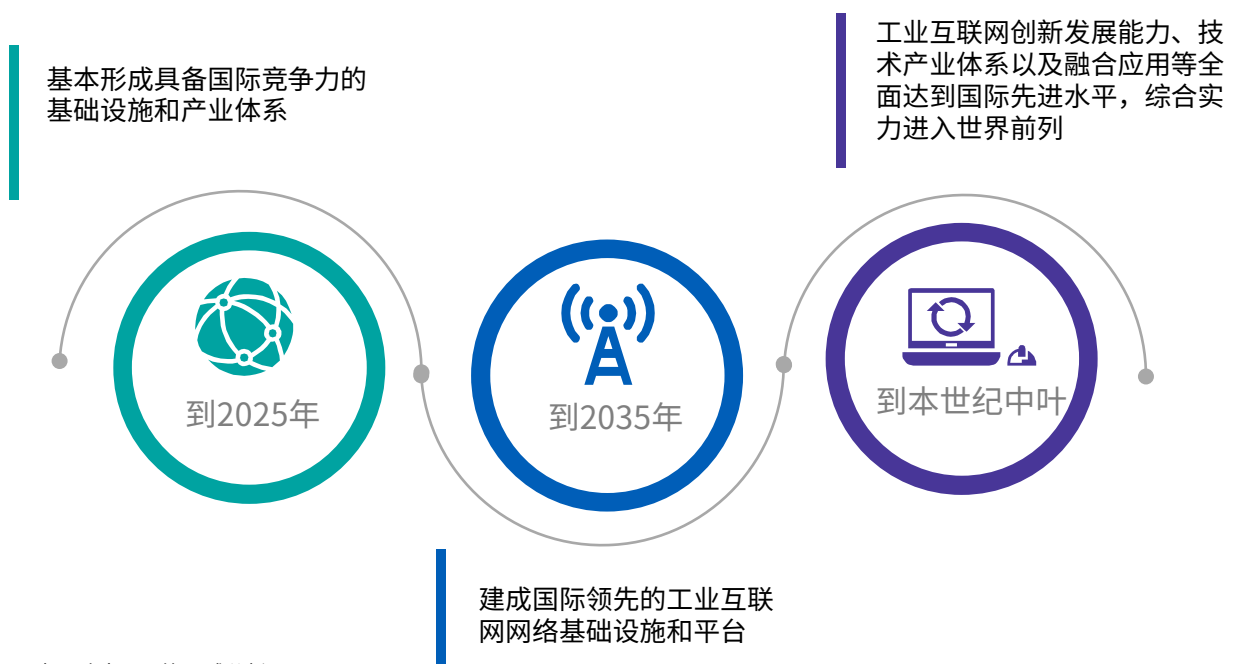 基本形成具备国际竞争力的
基础设施和产业体系
工业互联网创新发展能力、技
术产业体系以及融合应用等全
面达到国际先进水平，综合实
力进入世界前列
到2025年
到2035年
到本世纪中叶
建成国际领先的工业互联
网网络基础设施和平台